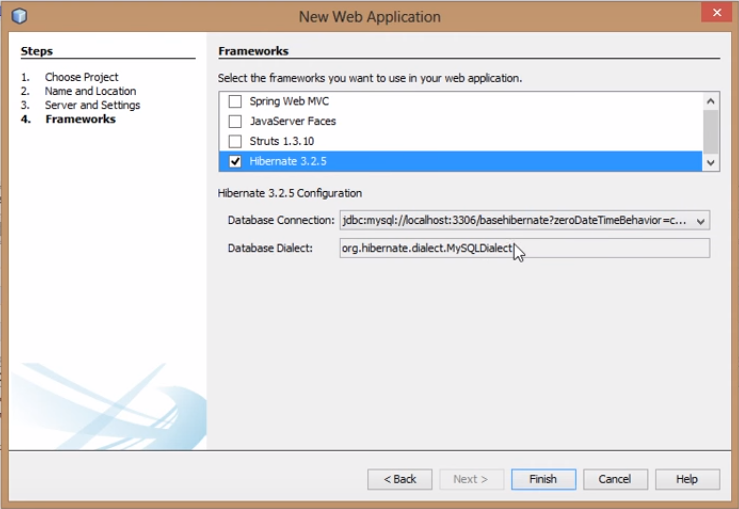 New Web Application
Steps
1. Choose Project
2. Name and Location
3. Server and Settings
4. Frameworks
Frameworks
Select the frameworks you want to use in your web application.
Spring Web MVC
JavaServer Faces
Struts 1.3.10
Hibernate 3.2.5
Hibernate 3.2.5 Configuration
Database Connection: jdbc:mysql://localhost:3306/basehibernate?zeroDateTimeBehavior=c...
Database Dialect: org.hibernate.dialect.MySQLDialect
< Back Next > Finish Cancel Help